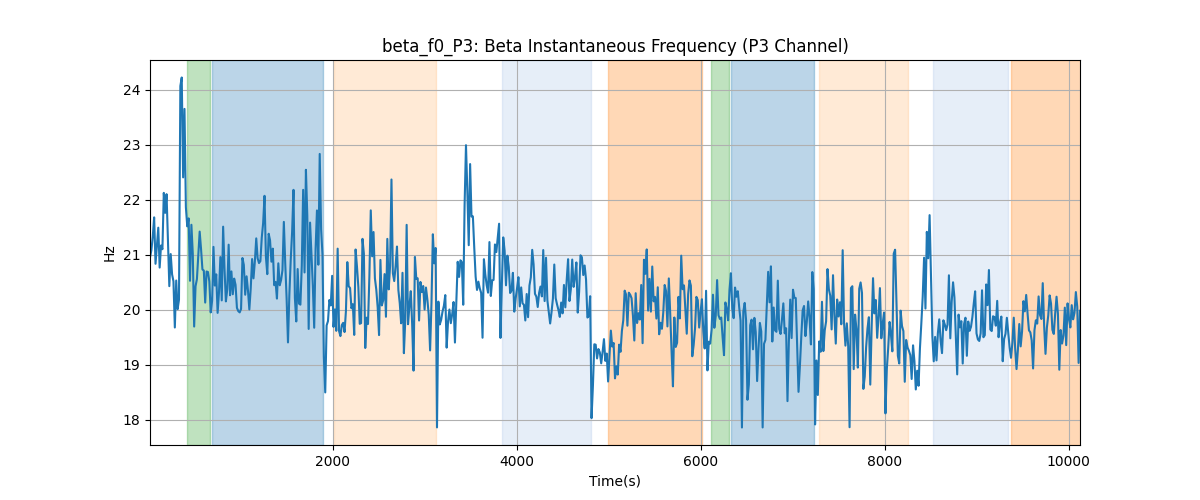 beta_f0_P3: Beta Instantaneous Frequency (P3 Channel)
24
23
22
21
20
19
18
Hz
2000 4000 6000 8000 10000
Time(s)